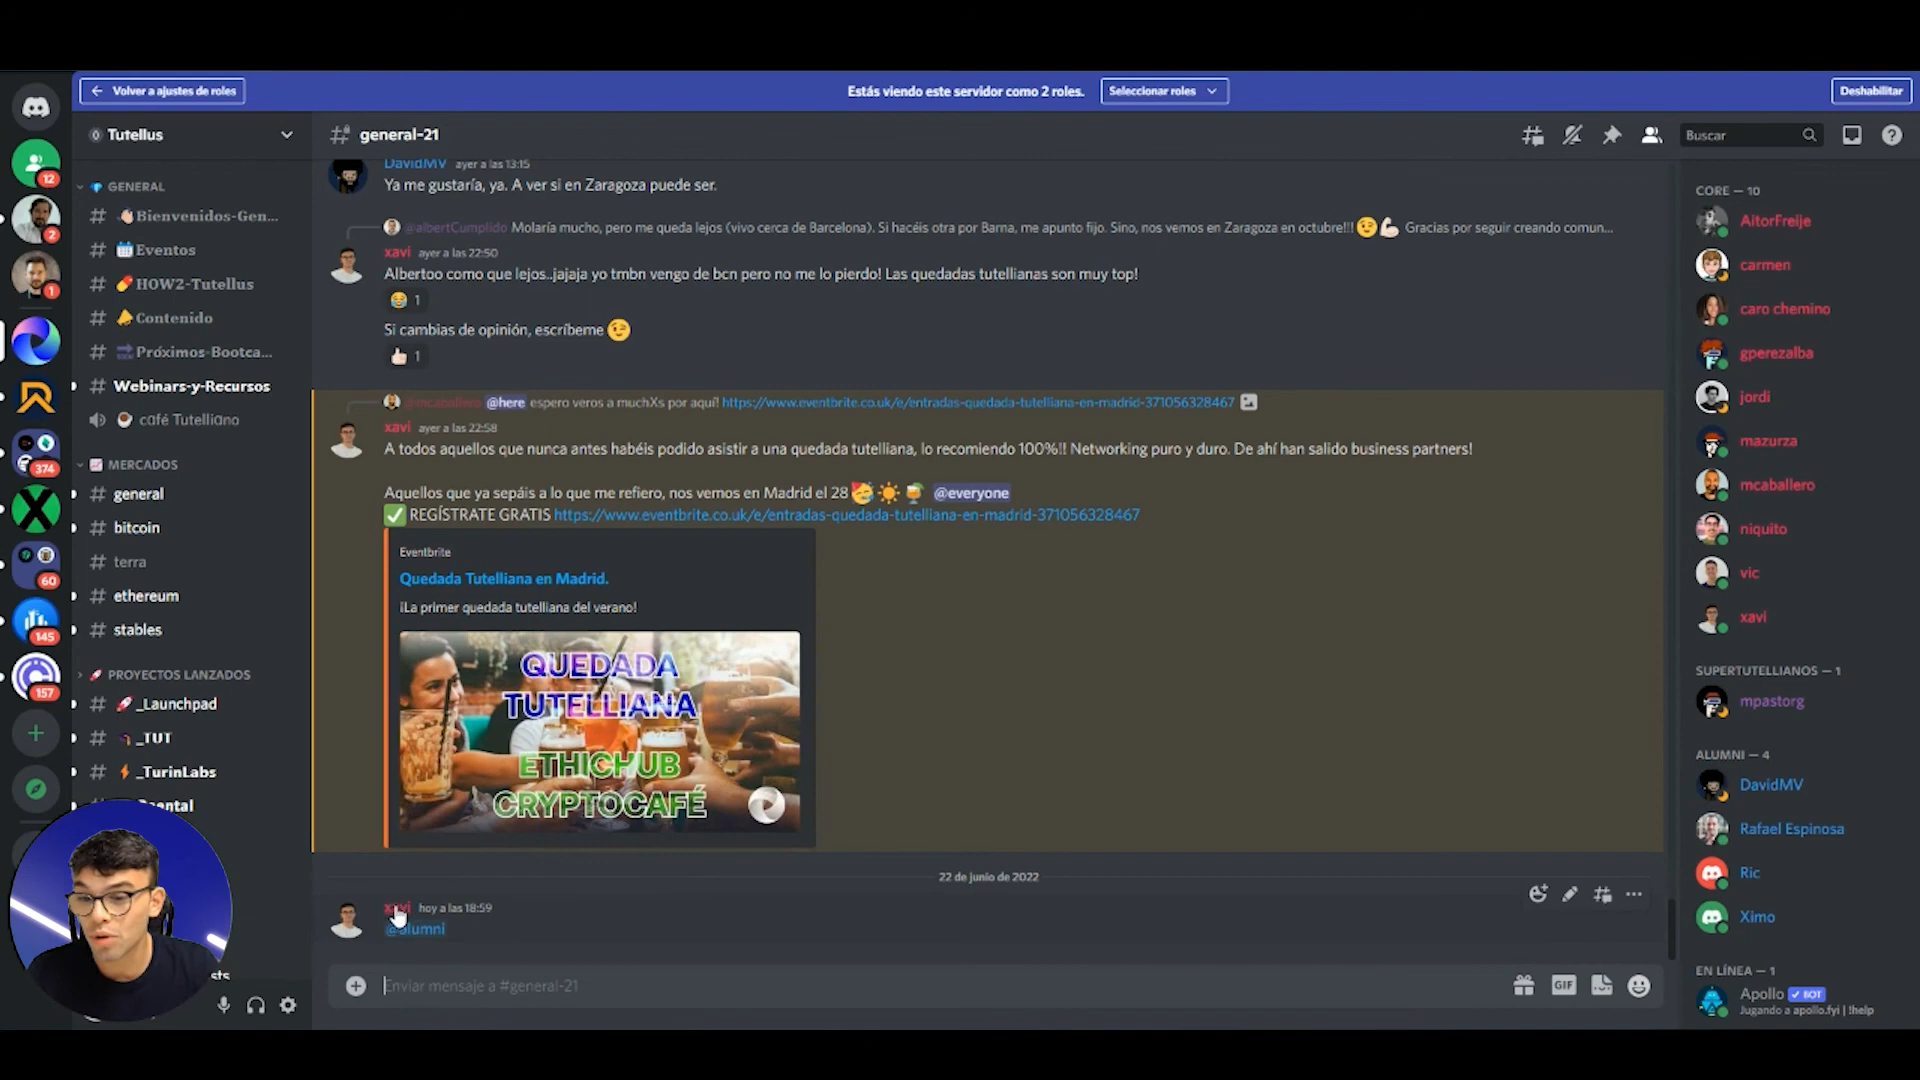 Volver a ajustes de roles
Estás viendo este servidor como 2 roles.
Seleccionar roles
Deshabilitar
Tutellus
general-21
Buscar
GENERAL
Bienvenidos-Gen...
Eventos
HOW2-Tutellus
Contenido
Próximos-Bootca...
Webinars-y-Recursos
café Tutelliano
MERCADOS
general
bitcoin
terra
ethereum
stables
PROYECTOS LANZADOS
_Launchpad
_TUT
_TurinLabs
12
2
1
374
60
145
157
DavidMV ayer a las 13:15
Ya me gustaría, ya. A ver si en Zaragoza puede ser.
@albertCumplido Molaría mucho, pero me queda lejos (vivo cerca de Barcelona). Si hacéis otra por Barna, me apunto fijo. Sino, nos vemos en Zaragoza en octubre!!! 😉💪🏻 Gracias por seguir creando comun...
xavi ayer a las 22:50
Albertoo como que lejos..jajaja yo tmbn vengo de bcn pero no me lo pierdo! Las quedadas tutellianas son muy top!
😂 1
Si cambias de opinión, escríbeme 😉
👍🏻 1
@mcaballero @here espero veros a muchXs por aquí! https://www.eventbrite.co.uk/e/entradas-quedada-tutelliana-en-madrid-371056328467
xavi ayer a las 22:58
A todos aquellos que nunca antes habéis podido asistir a una quedada tutelliana, lo recomiendo 100%!! Networking puro y duro. De ahí han salido business partners!
Aquellos que ya sepáis a lo que me refiero, nos vemos en Madrid el 28 🥳☀️🍹 @everyone
✅ REGÍSTRATE GRATIS https://www.eventbrite.co.uk/e/entradas-quedada-tutelliana-en-madrid-371056328467
Eventbrite
Quedada Tutelliana en Madrid.
¡La primer quedada tutelliana del verano!
QUEDADA
TUTELLIANA
ETHICHUB
CRYPTOCAFÉ
22 de junio de 2022
xavi hoy a las 18:59
@alumni
Enviar mensaje a #general-21
GIF
CORE — 10
AitorFreije
carmen
caro chemino
gperezalba
jordi
mazurza
mcaballero
niquito
vic
xavi
SUPERTUTELLIANOS — 1
mpastorg
ALUMNI — 4
DavidMV
Rafael Espinosa
Ric
Ximo
EN LÍNEA — 1
Apollo ✓ BOT
Jugando a apollo.fyi | !help